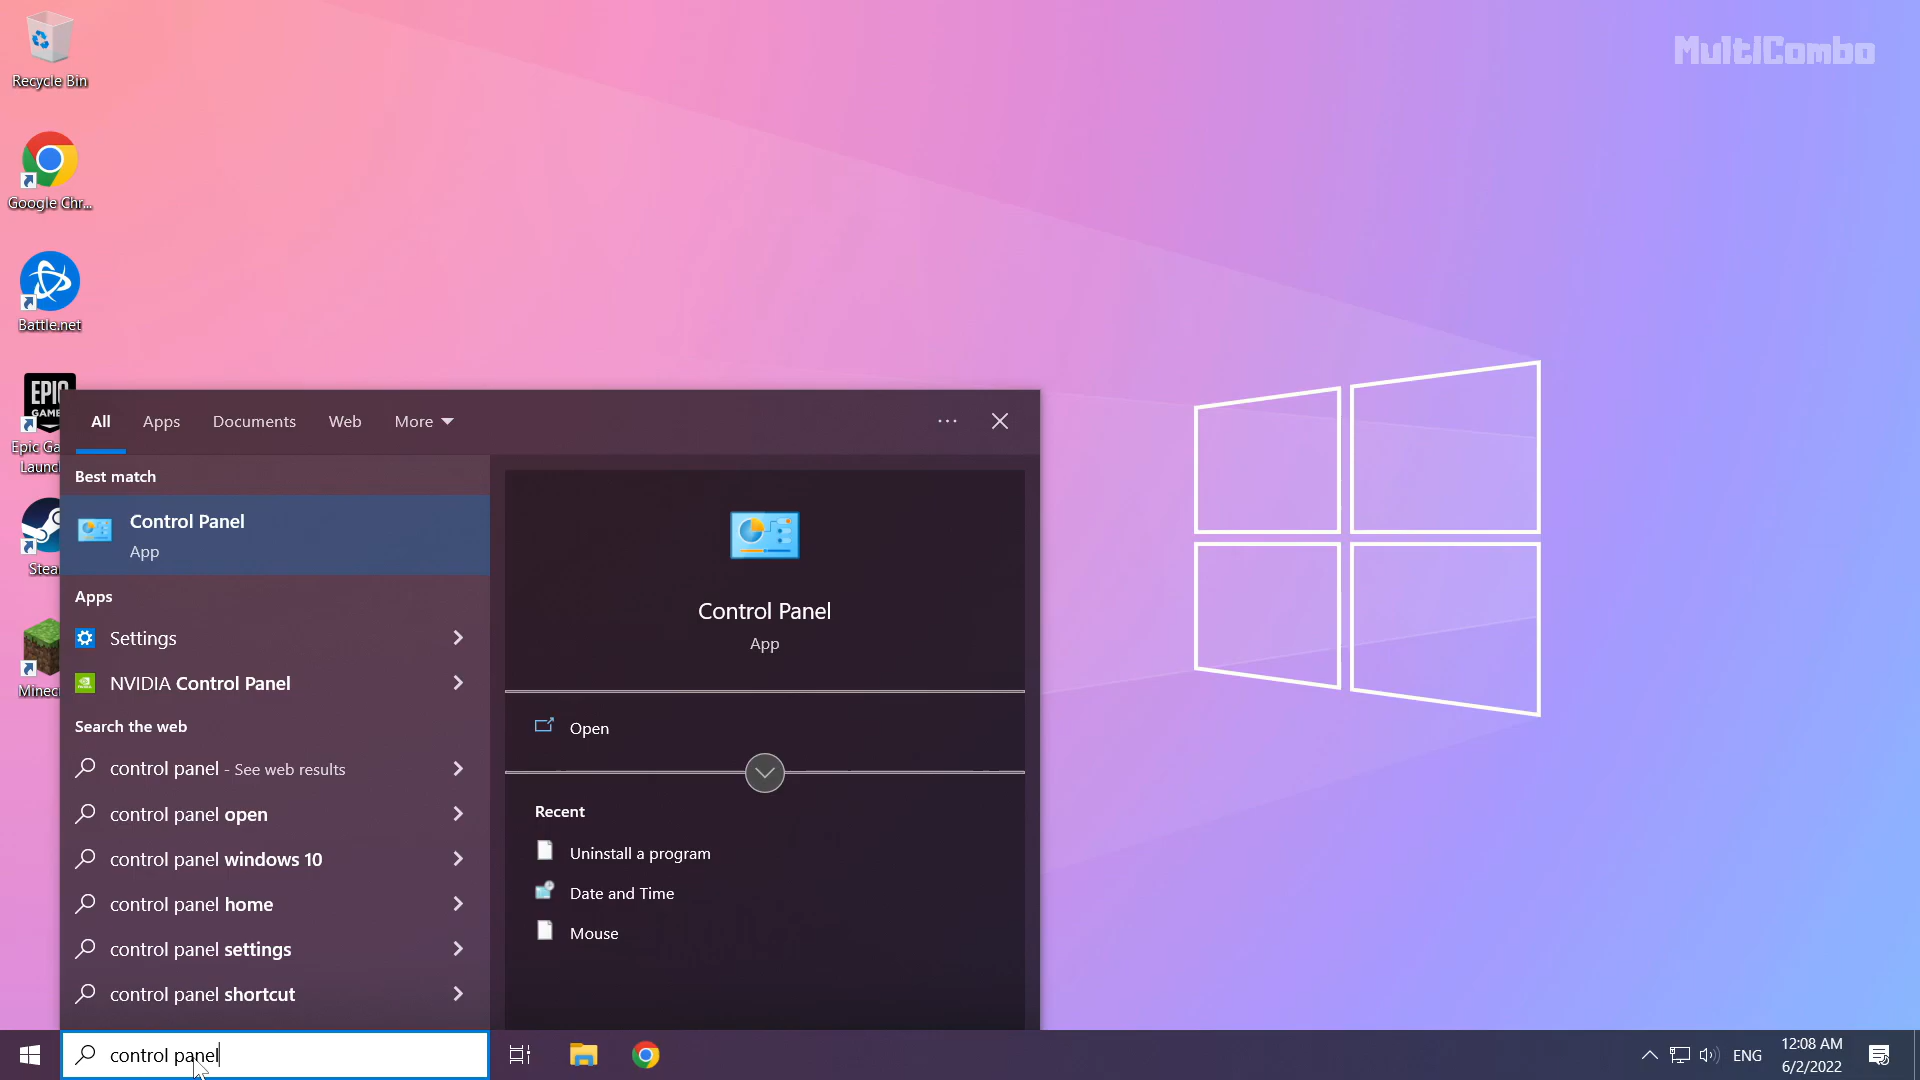 MultiCombo
Recycle Bin
Google Chr...
Battle.net
EPIC
GAM
Epic Ga
Launc
Stea
Minec
All
Apps
Documents
Web
More
Best match
Control Panel
App
Apps
Settings
NVIDIA Control Panel
Search the web
control panel - See web results
control panel open
control panel windows 10
control panel home
control panel settings
control panel shortcut
Control Panel
App
Open
Recent
Uninstall a program
Date and Time
Mouse
control panel
ENG
12:08 AM
6/2/2022